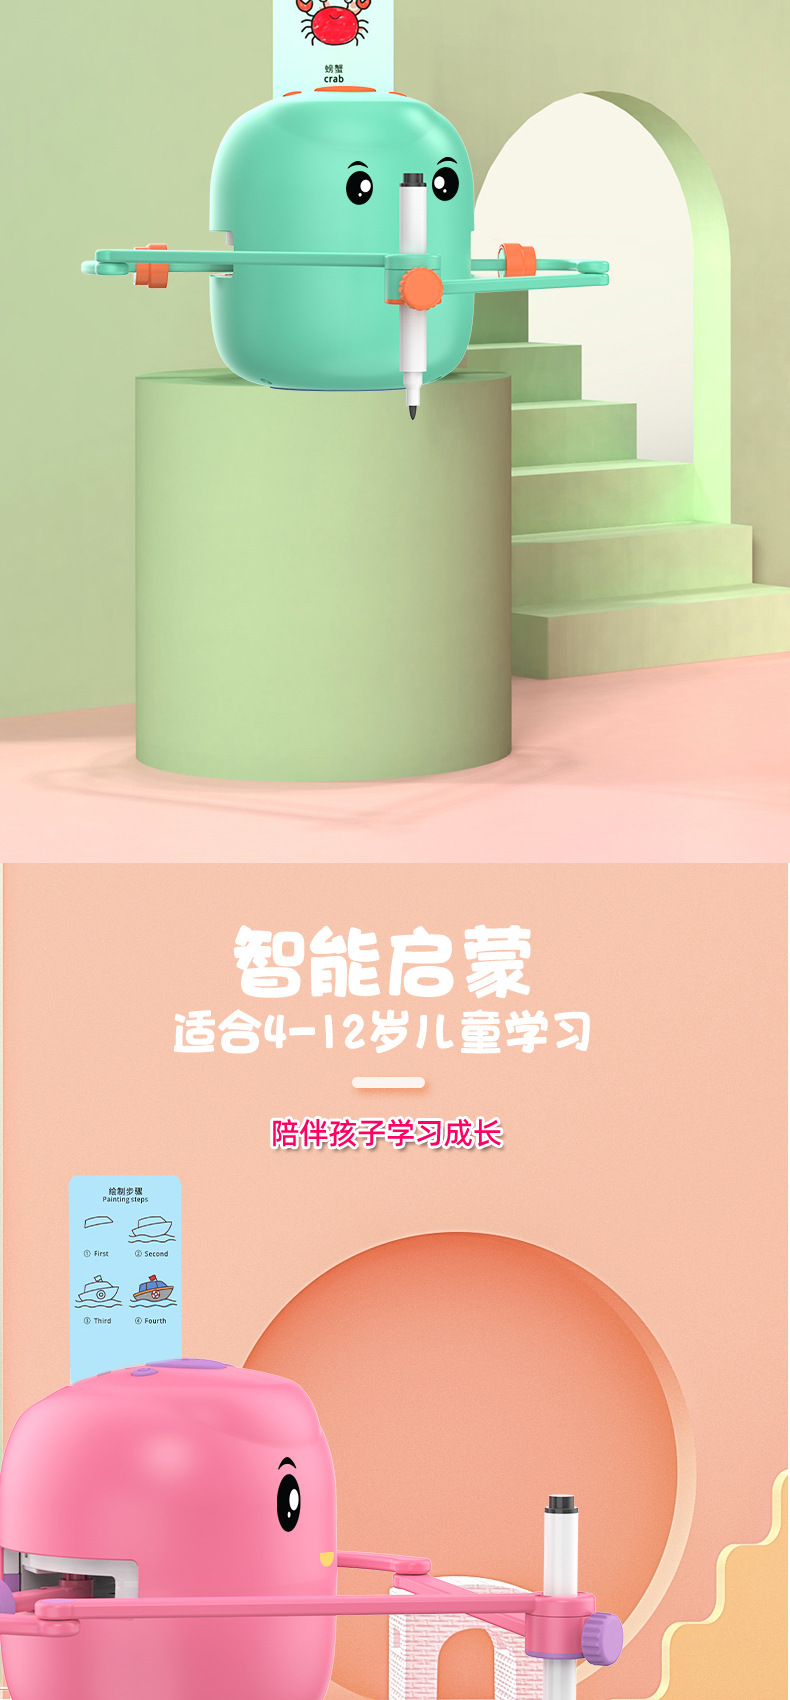 螃蟹
crab
智能启蒙
适合4-12岁儿童学习
陪伴孩子学习成长
绘制步骤
Painting steps
① First
② Second
③ Third
④ Fourth